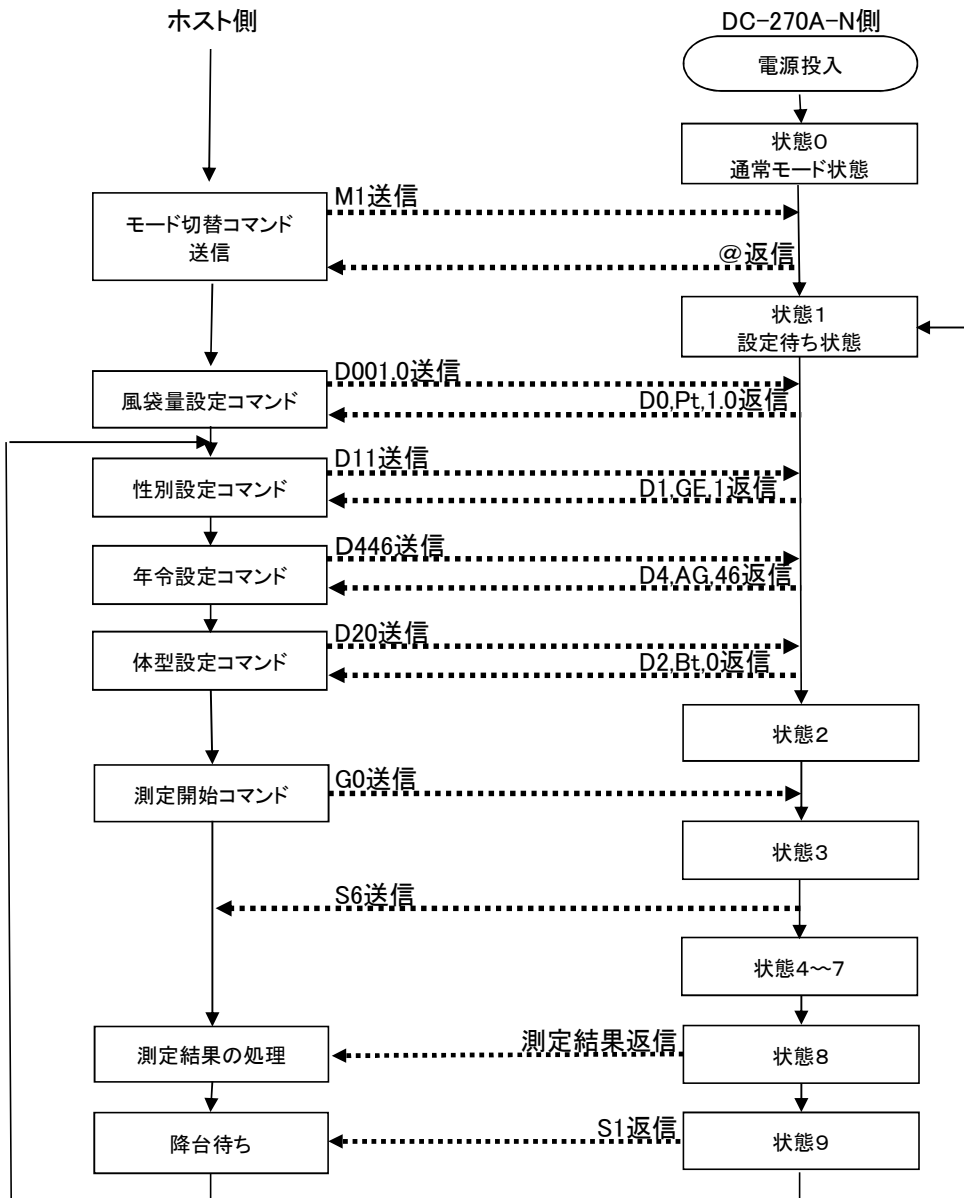 ホスト側
DC-270A-N側
電源投入
状態0
通常モード状態
M1送信
モード切替コマンド
送信
@返信
状態1
設定待ち状態
D001.0送信
風袋量設定コマンド
D0,Pt,1.0返信
D11送信
性別設定コマンド
D1,GE,1返信
D446送信
年令設定コマンド
D4,AG,46返信
D20送信
体型設定コマンド
D2,Bt,0返信
状態2
G0送信
測定開始コマンド
状態3
S6送信
状態4~7
測定結果返信
測定結果の処理
状態8
S1返信
降台待ち
状態9